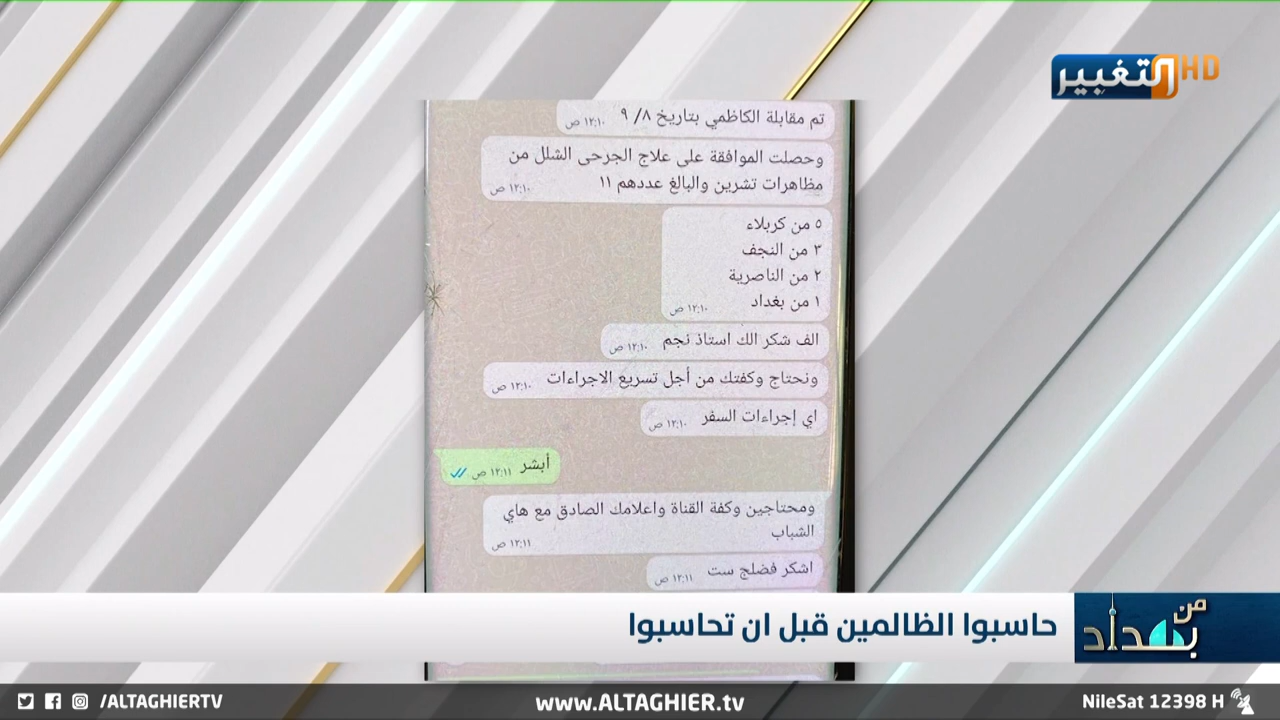 التغيير HD
تم مقابلة الكاظمي بتاريخ ٨/ ٩ ١٢:١٠ ص
وحصلت الموافقة على علاج الجرحى الشلل من
مظاهرات تشرين والبالغ عددهم ١١ ١٢:١٠ ص
٥ من كربلاء
٣ من النجف
٢ من الناصرية
١ من بغداد ١٢:١٠ ص
الف شكر الك استاذ نجم ١٢:١٠ ص
ونحتاج وكفتك من أجل تسريع الاجراءات ١٢:١٠ ص
اي إجراءات السفر ١٢:١٠ ص
أبشر ١٢:١١ ص
ومحتاجين وكفة القناة واعلامك الصادق مع هاي
الشباب ١٢:١١ ص
اشكر فضلج ست ١٢:١١ ص
من
بغداد
حاسبوا الظالمين قبل ان تحاسبوا
/ALTAGHIERTV
www.ALTAGHIER.tv
NileSat 12398 H